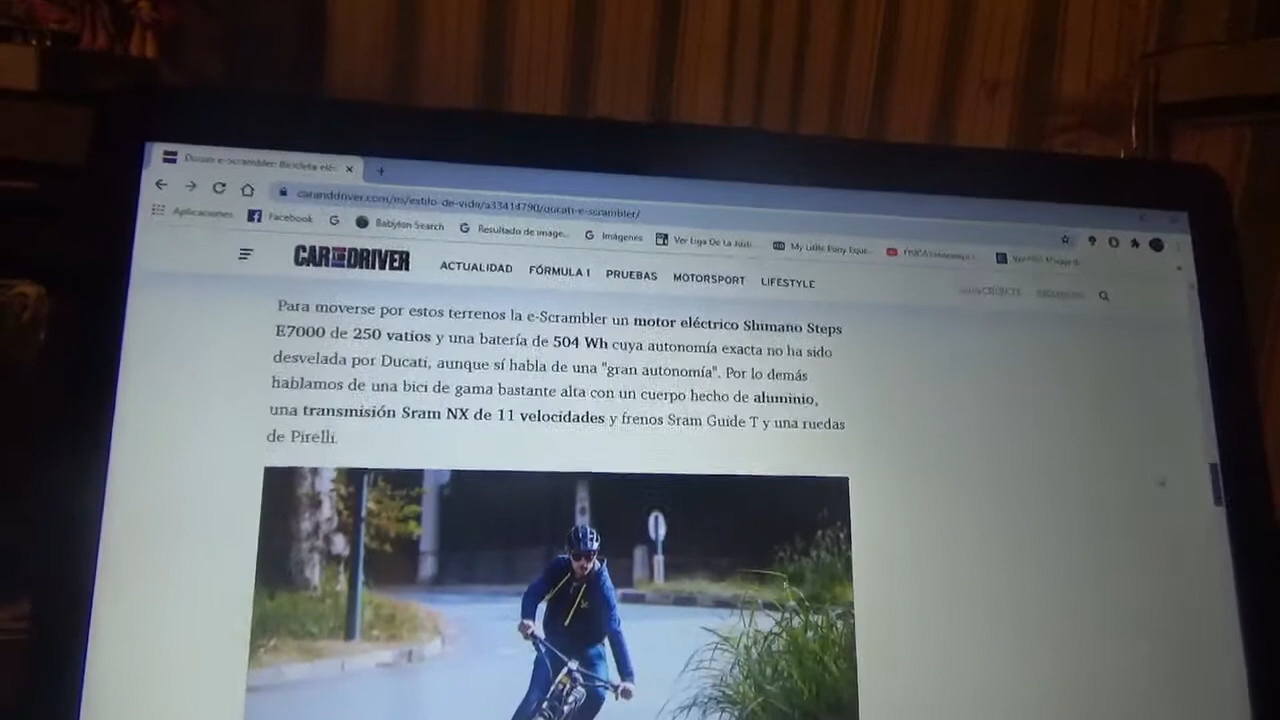 Ducati e-Scrambler: Bicicleta eléc
caranddriver.com/es/estilo-de-vida/a33414790/ducati-e-scrambler/
Aplicaciones Facebook Babylon Search Resultado de image... Imágenes Ver Liga De La Justi... My Little Pony Eque...
CAR AND DRIVER ACTUALIDAD FÓRMULA 1 PRUEBAS MOTORSPORT LIFESTYLE
Para moverse por estos terrenos la e-Scrambler un motor eléctrico Shimano Steps
E7000 de 250 vatios y una batería de 504 Wh cuya autonomía exacta no ha sido
desvelada por Ducati, aunque sí habla de una "gran autonomía". Por lo demás
hablamos de una bici de gama bastante alta con un cuerpo hecho de aluminio,
una transmisión Sram NX de 11 velocidades y frenos Sram Guide T y una ruedas
de Pirelli.